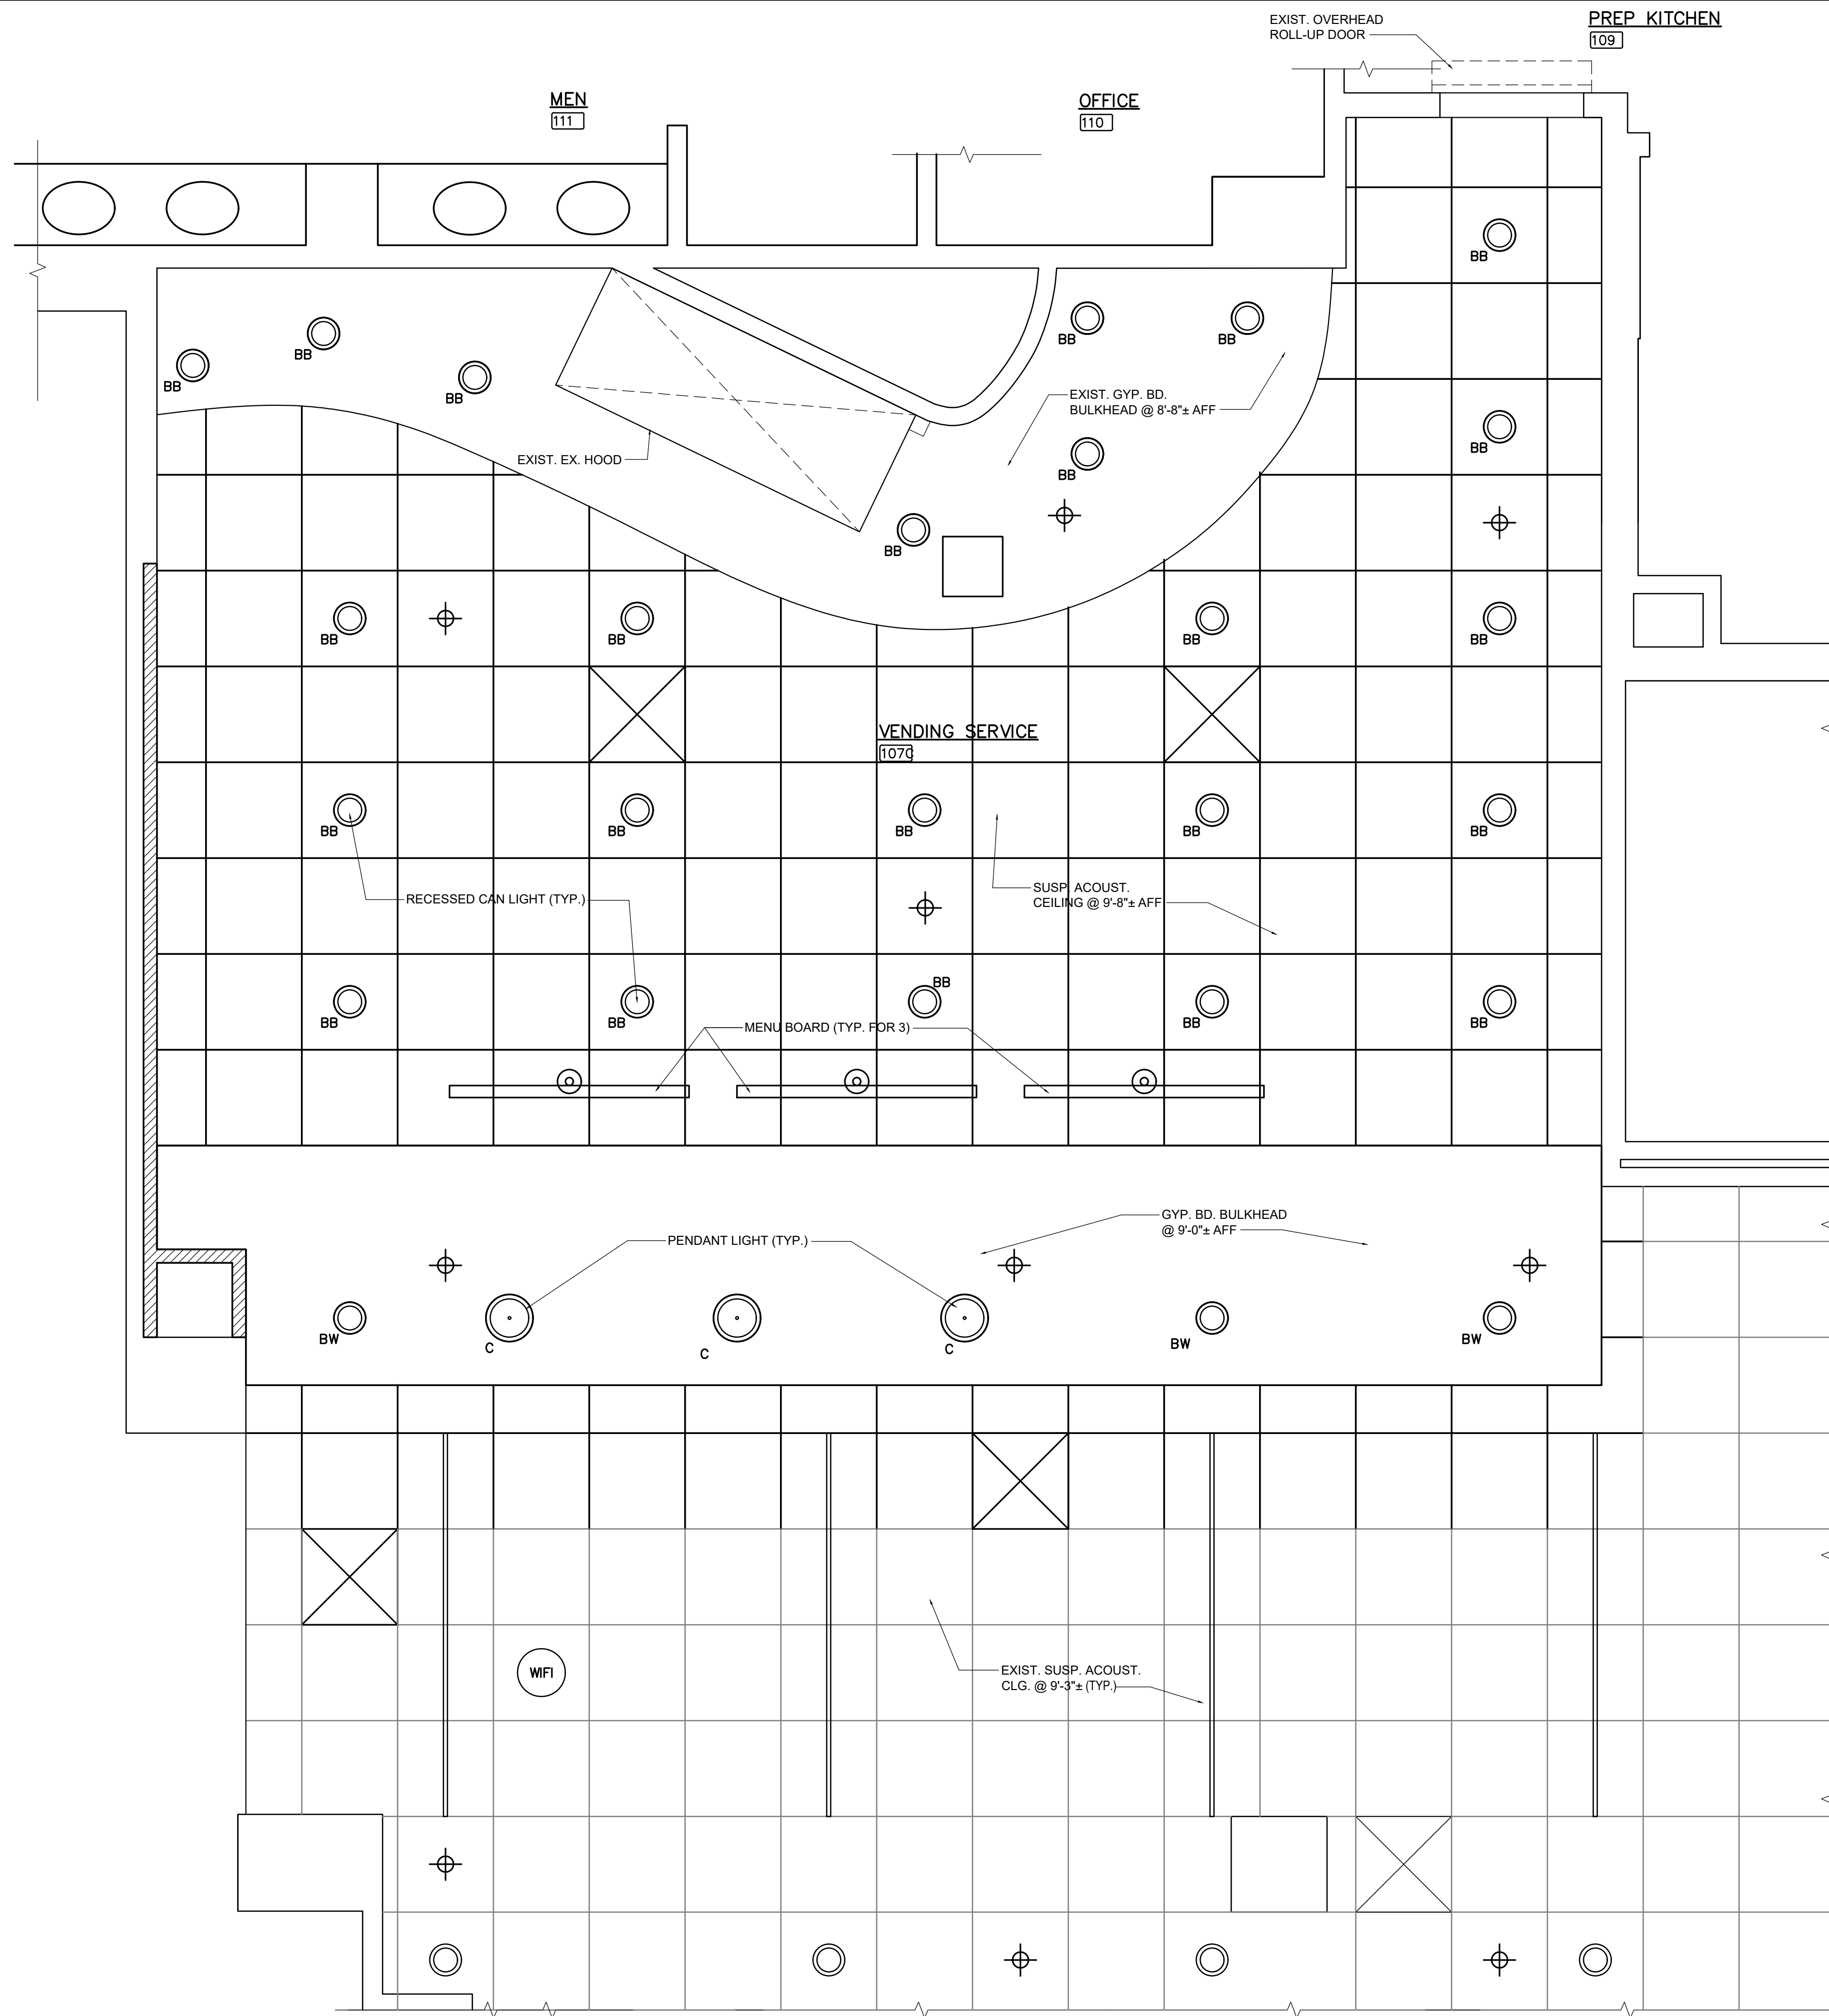 EXIST. OVERHEAD
ROLL-UP DOOR
PREP KITCHEN
109
MEN
111
OFFICE
110
BB
BB
BB
BB
BB
BB
EXIST. GYP. BD.
BULKHEAD @ 8'-8"± AFF
BB
BB
EXIST. EX. HOOD
BB
BB
BB
BB
BB
BB
VENDING SERVICE
107C
BB
BB
BB
BB
BB
RECESSED CAN LIGHT (TYP.)
SUSP. ACOUST.
CEILING @ 9'-8"± AFF
BB
BB
BB
BB
BB
MENU BOARD (TYP. FOR 3)
GYP. BD. BULKHEAD
@ 9'-0"± AFF
PENDANT LIGHT (TYP.)
BW
C
C
C
BW
BW
WIFI
EXIST. SUSP. ACOUST.
CLG. @ 9'-3"± (TYP.)